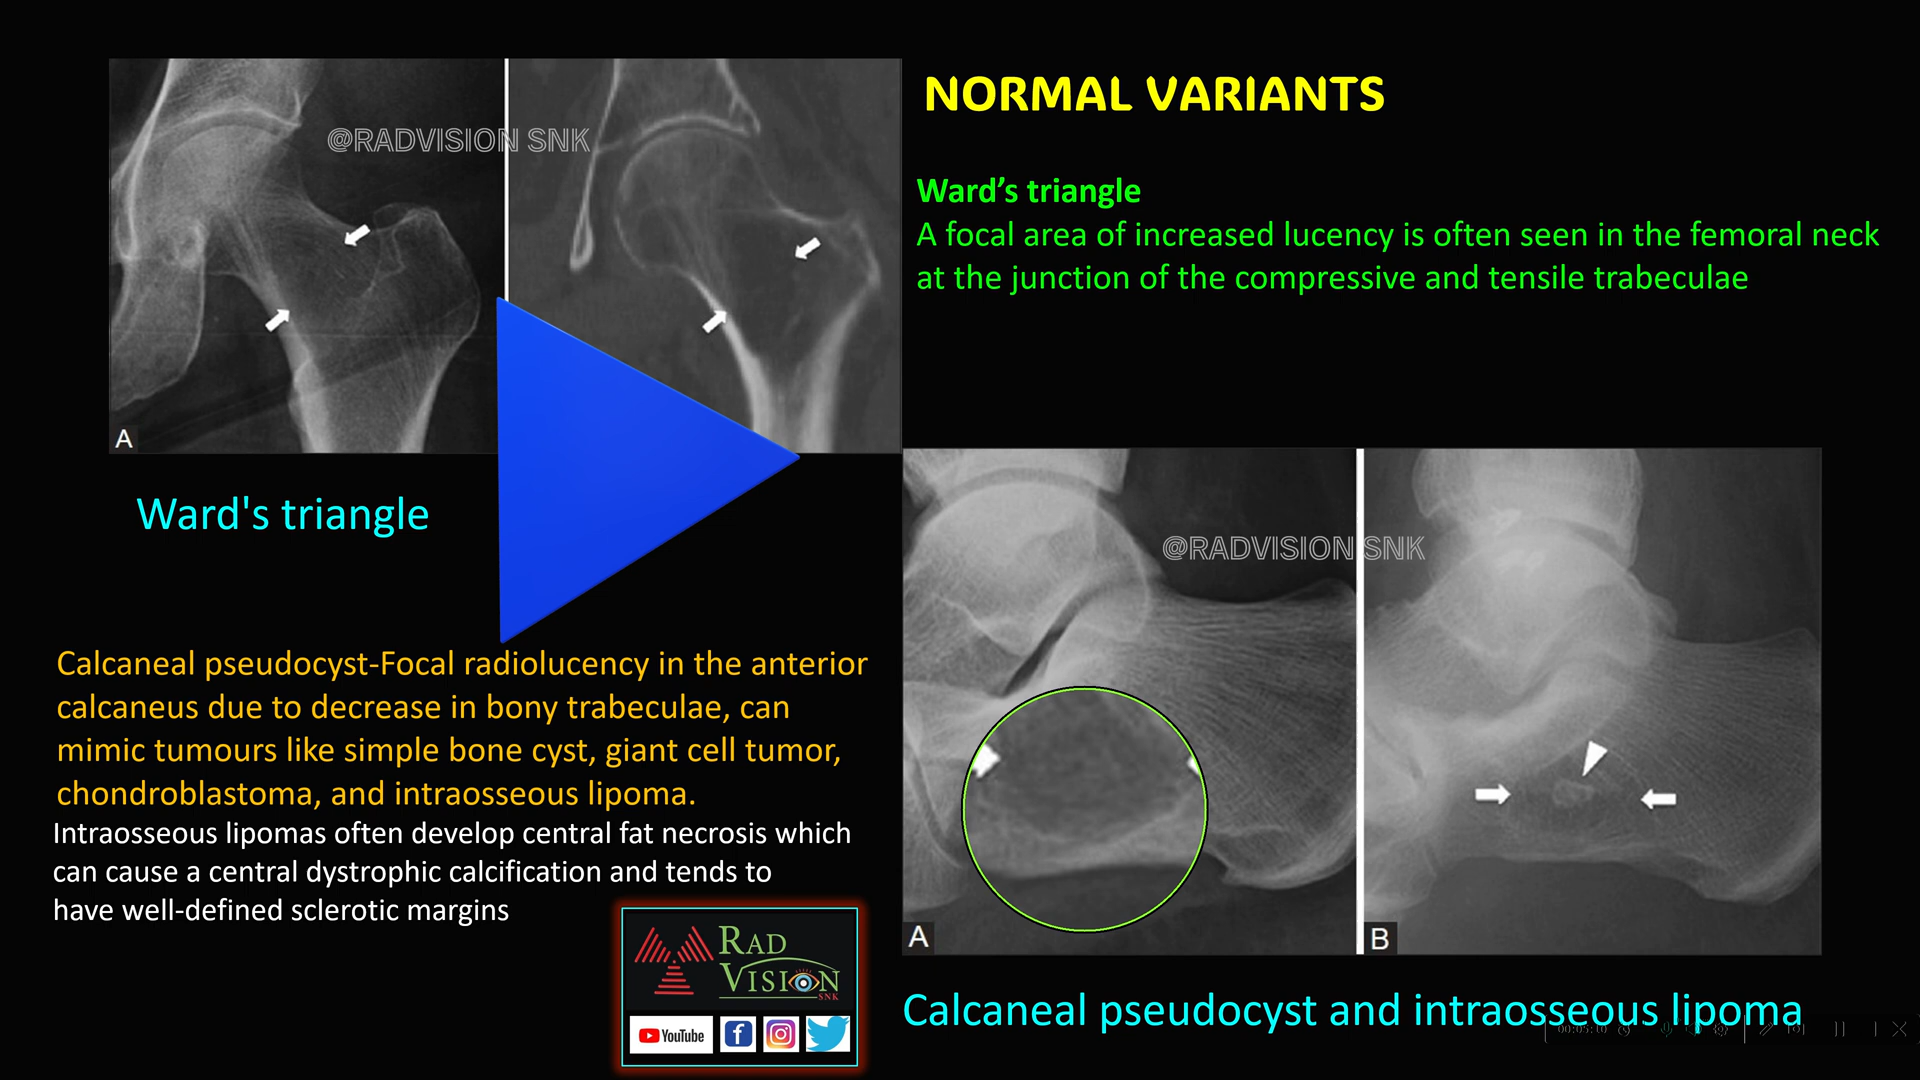 NORMAL VARIANTS
@RADVISION SNK
Ward’s triangle
A focal area of increased lucency is often seen in the femoral neck
at the junction of the compressive and tensile trabeculae
A
Ward's triangle
@RADVISION SNK
Calcaneal pseudocyst-Focal radiolucency in the anterior
calcaneus due to decrease in bony trabeculae, can
mimic tumours like simple bone cyst, giant cell tumor,
chondroblastoma, and intraosseous lipoma.
Intraosseous lipomas often develop central fat necrosis which
can cause a central dystrophic calcification and tends to
have well-defined sclerotic margins
A
B
RAD
VISION
SNK
YouTube
Calcaneal pseudocyst and intraosseous lipoma
00:05:10